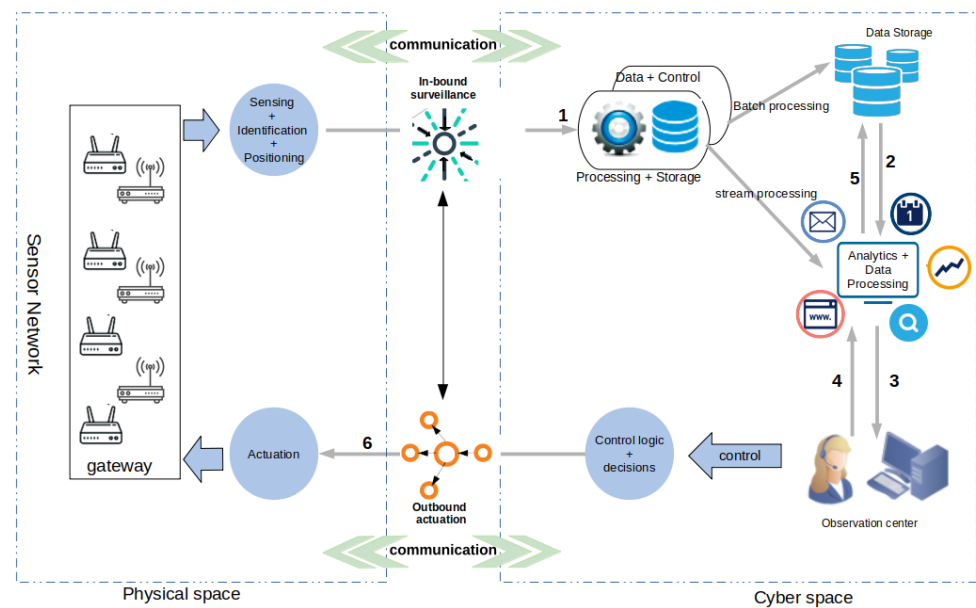 communication
Data Storage
In-bound
surveillance
Sensing
+
Identification
+
Positioning
1
Data + Control
Processing + Storage
Batch processing
stream processing
5
2
1
Analytics +
Data
Processing
www.
4
3
Sensor Network
gateway
Actuation
6
Outbound
actuation
Control logic
+
decisions
control
Observation center
communication
Physical space
Cyber space